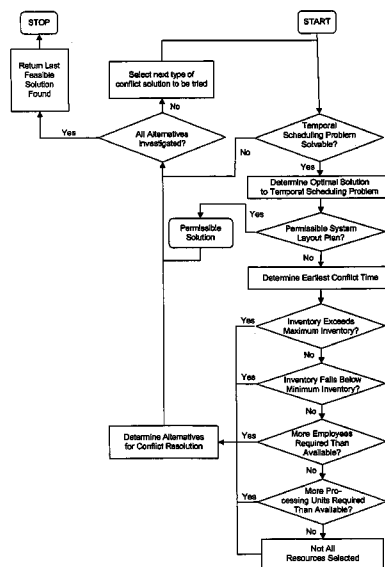 STOP
START
Return Last
Feasible
Solution
Found
Select next type of
conflict solution to be tried
No
Yes
All Alternatives
Investigated?
No
Temporal
Scheduling Problem
Solvable?
Yes
Determine Optimal Solution
to Temporal Scheduling Problem
Yes
Permissible
Solution
Permissible System
Layout Plan?
No
Determine Earliest Conflict Time
Yes
Inventory Exceeds
Maximum Inventory?
No
Yes
Inventory Falls Below
Minimum Inventory?
No
Determine Alternatives
for Conflict Resolution
Yes
Yes
More Employees
Required Than
Available?
No
Yes
More Pro-
cessing Units Required
Than Available?
No
Not All
Resources Selected